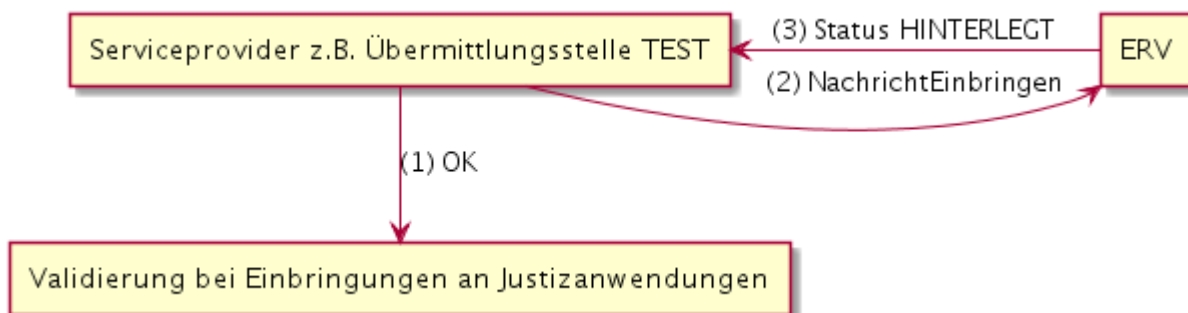 Serviceprovider z.B. Übermittlungsstelle TEST
(3) Status HINTERLEGT
ERV
(2) NachrichtEinbringen
(1) OK
Validierung bei Einbringungen an Justizanwendungen